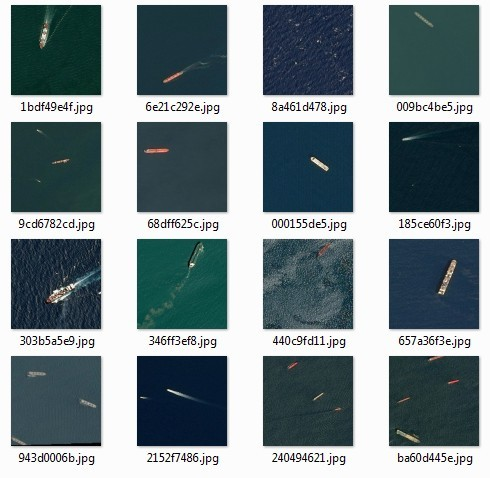 1bdf49e4f.jpg
6e21c292e.jpg
8a461d478.jpg
009bc4be5.jpg
9cd6782cd.jpg
68dff625c.jpg
000155de5.jpg
185ce60f3.jpg
303b5a5e9.jpg
346ff3ef8.jpg
440c9fd11.jpg
657a36f3e.jpg
943d0006b.jpg
2152f7486.jpg
240494621.jpg
ba60d445e.jpg